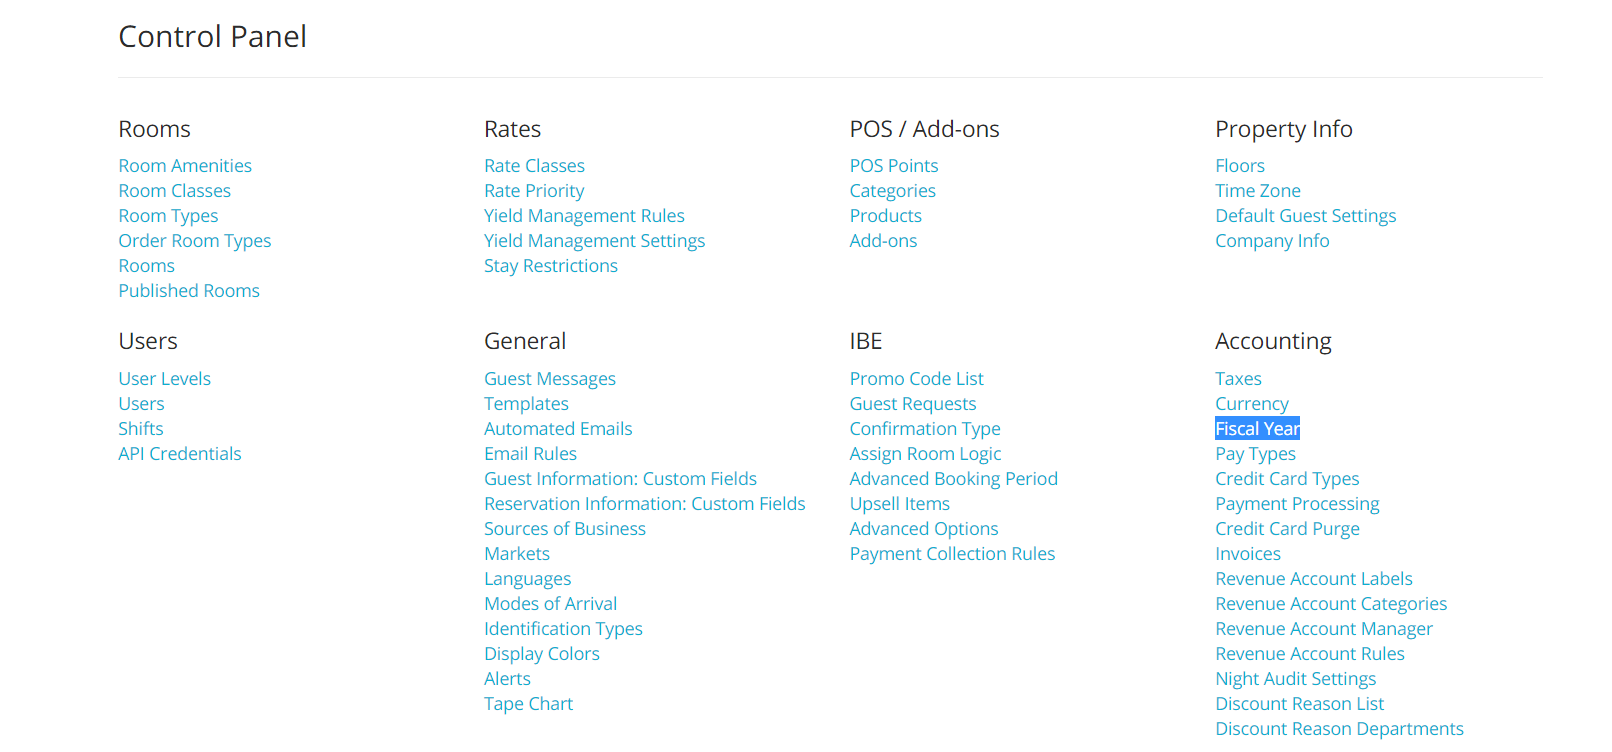 Control Panel
Rooms
Room Amenities
Room Classes
Room Types
Order Room Types
Rooms
Published Rooms
Rates
Rate Classes
Rate Priority
Yield Management Rules
Yield Management Settings
Stay Restrictions
POS / Add-ons
POS Points
Categories
Products
Add-ons
Property Info
Floors
Time Zone
Default Guest Settings
Company Info
Users
User Levels
Users
Shifts
API Credentials
General
Guest Messages
Templates
Automated Emails
Email Rules
Guest Information: Custom Fields
Reservation Information: Custom Fields
Sources of Business
Markets
Languages
Modes of Arrival
Identification Types
Display Colors
Alerts
Tape Chart
IBE
Promo Code List
Guest Requests
Confirmation Type
Assign Room Logic
Advanced Booking Period
Upsell Items
Advanced Options
Payment Collection Rules
Accounting
Taxes
Currency
Fiscal Year
Pay Types
Credit Card Types
Payment Processing
Credit Card Purge
Invoices
Revenue Account Labels
Revenue Account Categories
Revenue Account Manager
Revenue Account Rules
Night Audit Settings
Discount Reason List
Discount Reason Departments